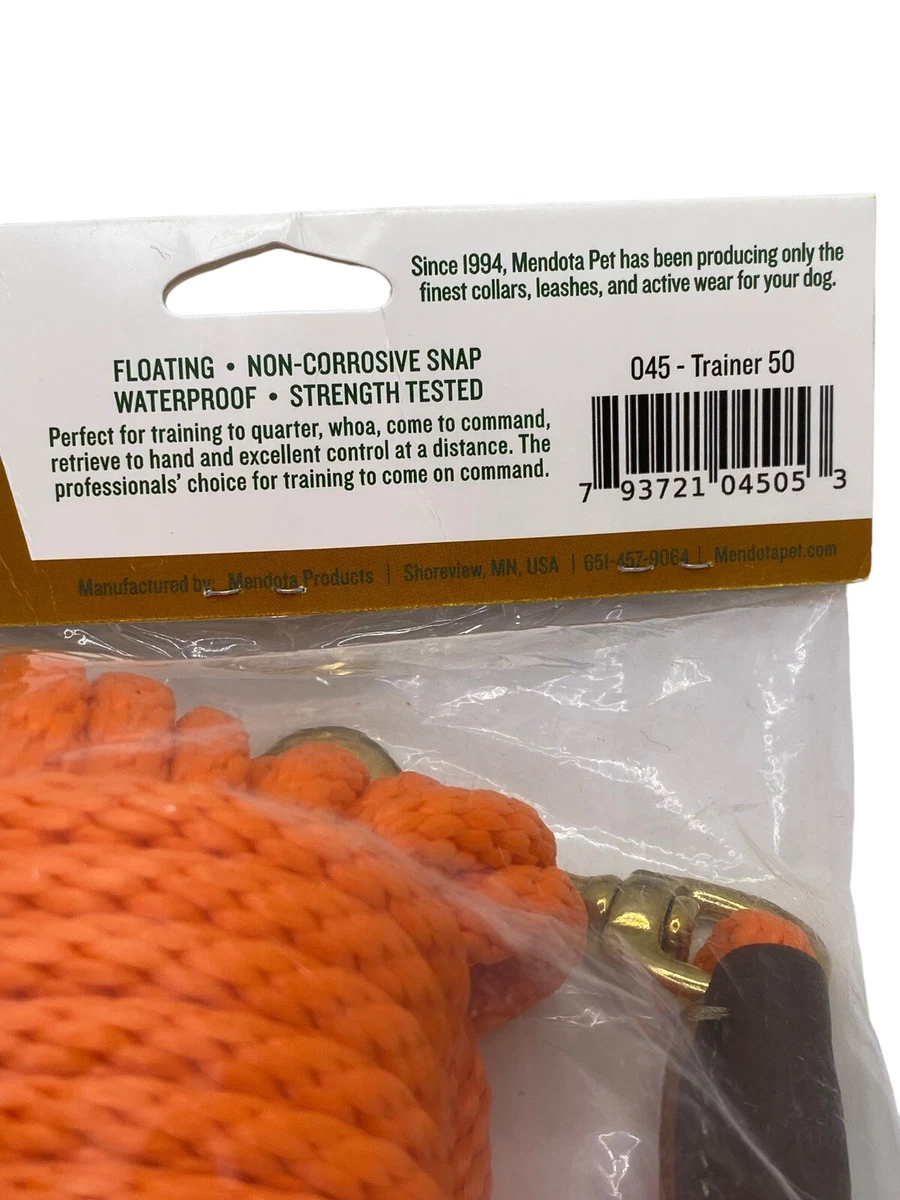 Since 1994, Mendota Pet has been producing only the
finest collars, leashes, and active wear for your dog.
FLOATING • NON-CORROSIVE SNAP
WATERPROOF • STRENGTH TESTED
Perfect for training to quarter, whoa, come to command,
retrieve to hand and excellent control at a distance. The
professionals' choice for training to come on command.
045 - Trainer 50
7 93721 04505 3
Manufactured by: Mendota Products | Shoreview, MN, USA | 651-457-9064 | Mendotapet.com